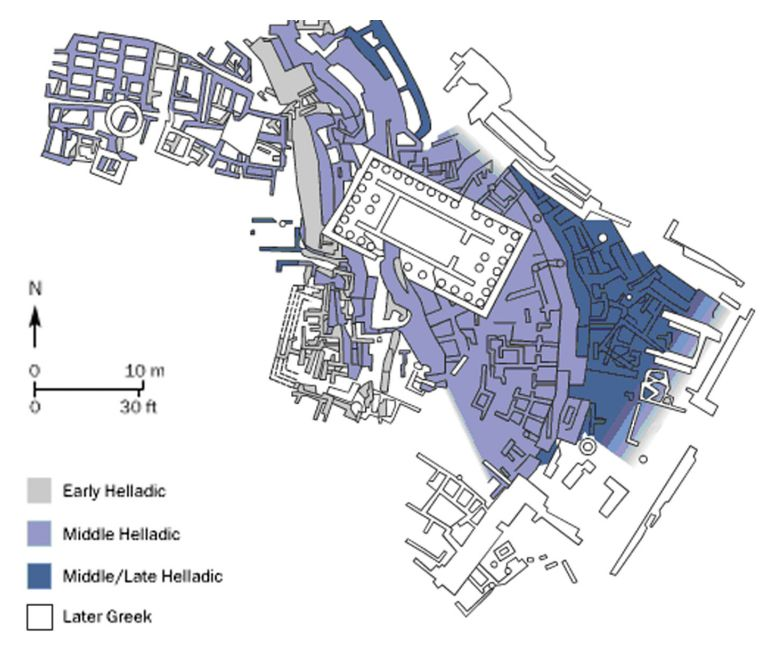 N
0 10 m
0 30 ft
Early Helladic
Middle Helladic
Middle/Late Helladic
Later Greek